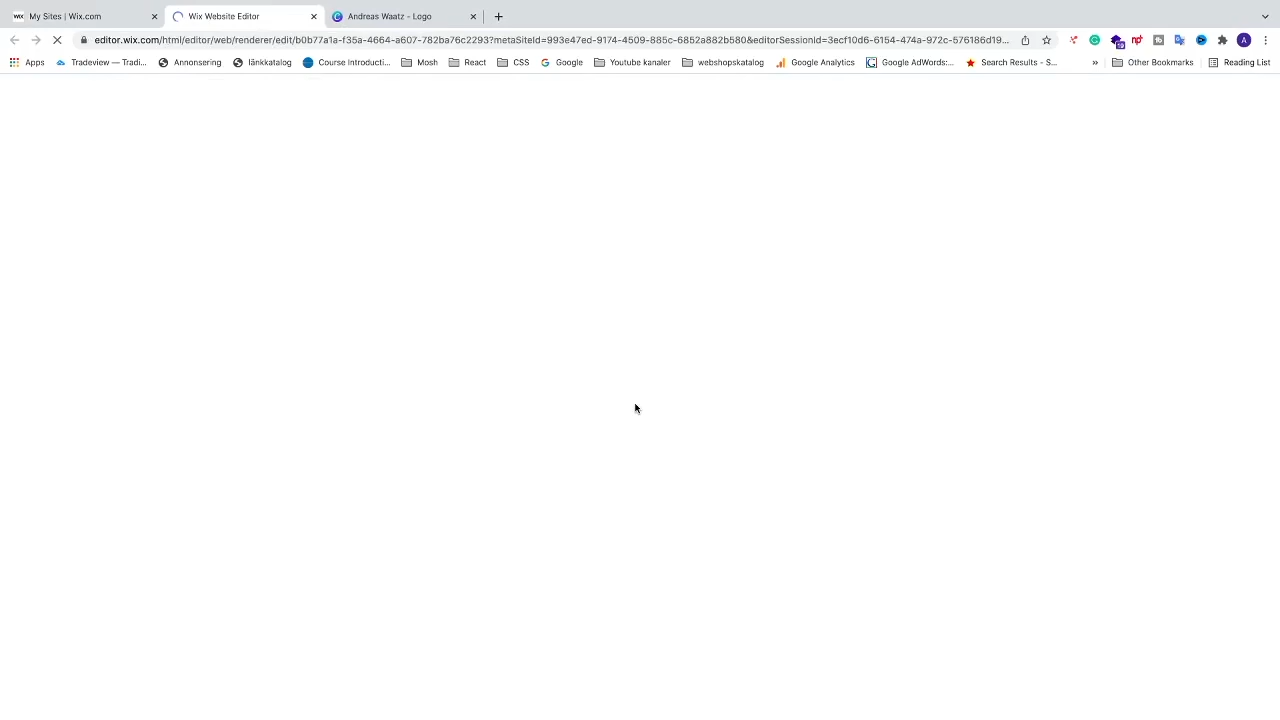 WIX My Sites | Wix.com Wix Website Editor Andreas Waatz - Logo
editor.wix.com/html/editor/web/renderer/edit/b0b77a1a-f35a-4664-a607-782ba76c2293?metaSiteId=993e47ed-9174-4509-885c-6852a882b580&editorSessionId=3ecf10d6-6154-474a-972c-576186d19... 19 A
Apps Tradeview — Tradi... Annonsering länkkatalog Course Introducti... Mosh React CSS Google Youtube kanaler webshopskatalog Google Analytics Google AdWords:... Search Results - S... » Other Bookmarks Reading List